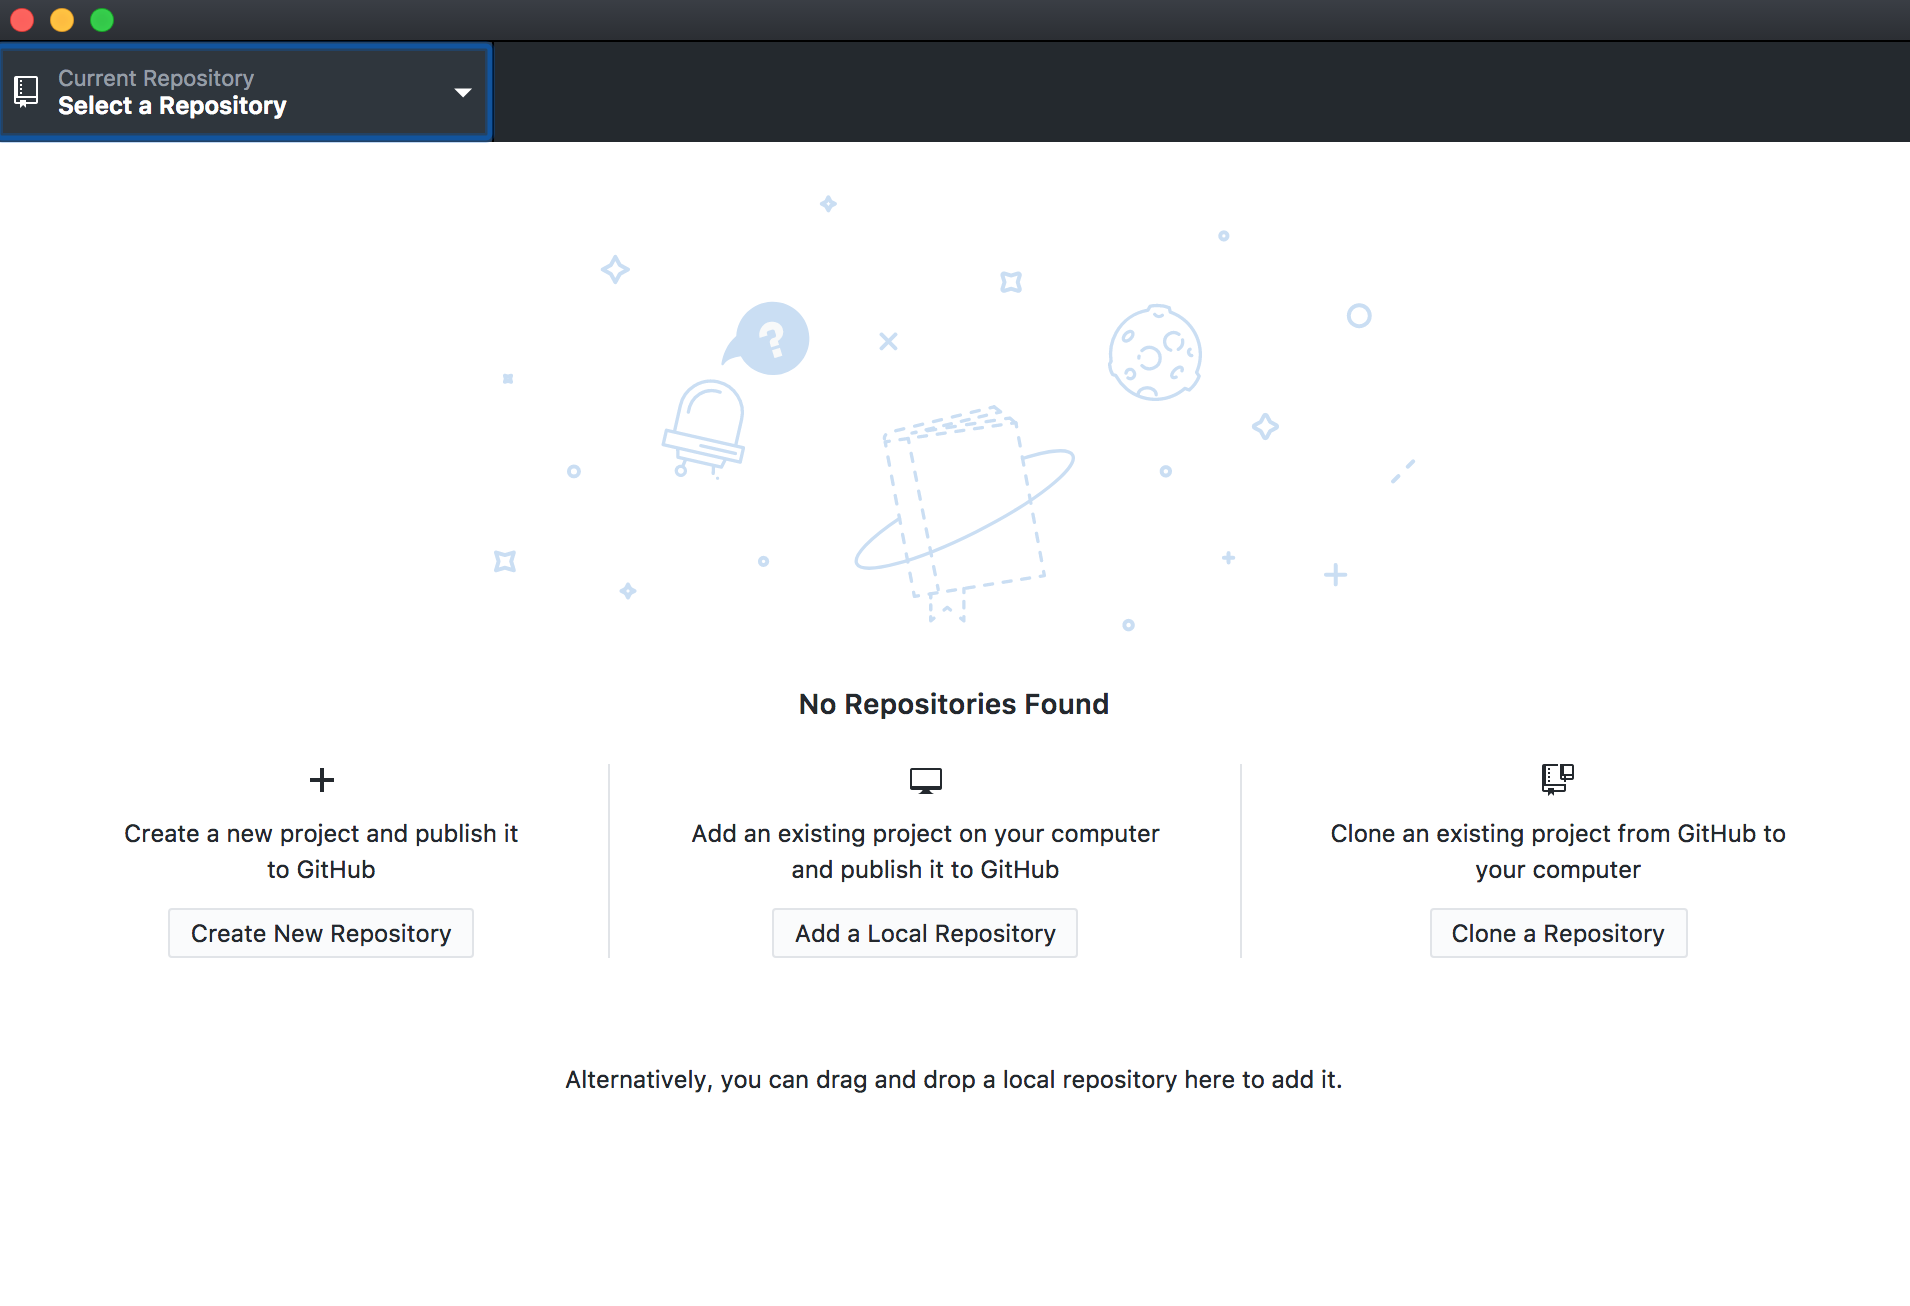 Current Repository
Select a Repository
?
No Repositories Found
Create a new project and publish it
to GitHub
Create New Repository
Add an existing project on your computer
and publish it to GitHub
Add a Local Repository
Clone an existing project from GitHub to
your computer
Clone a Repository
Alternatively, you can drag and drop a local repository here to add it.